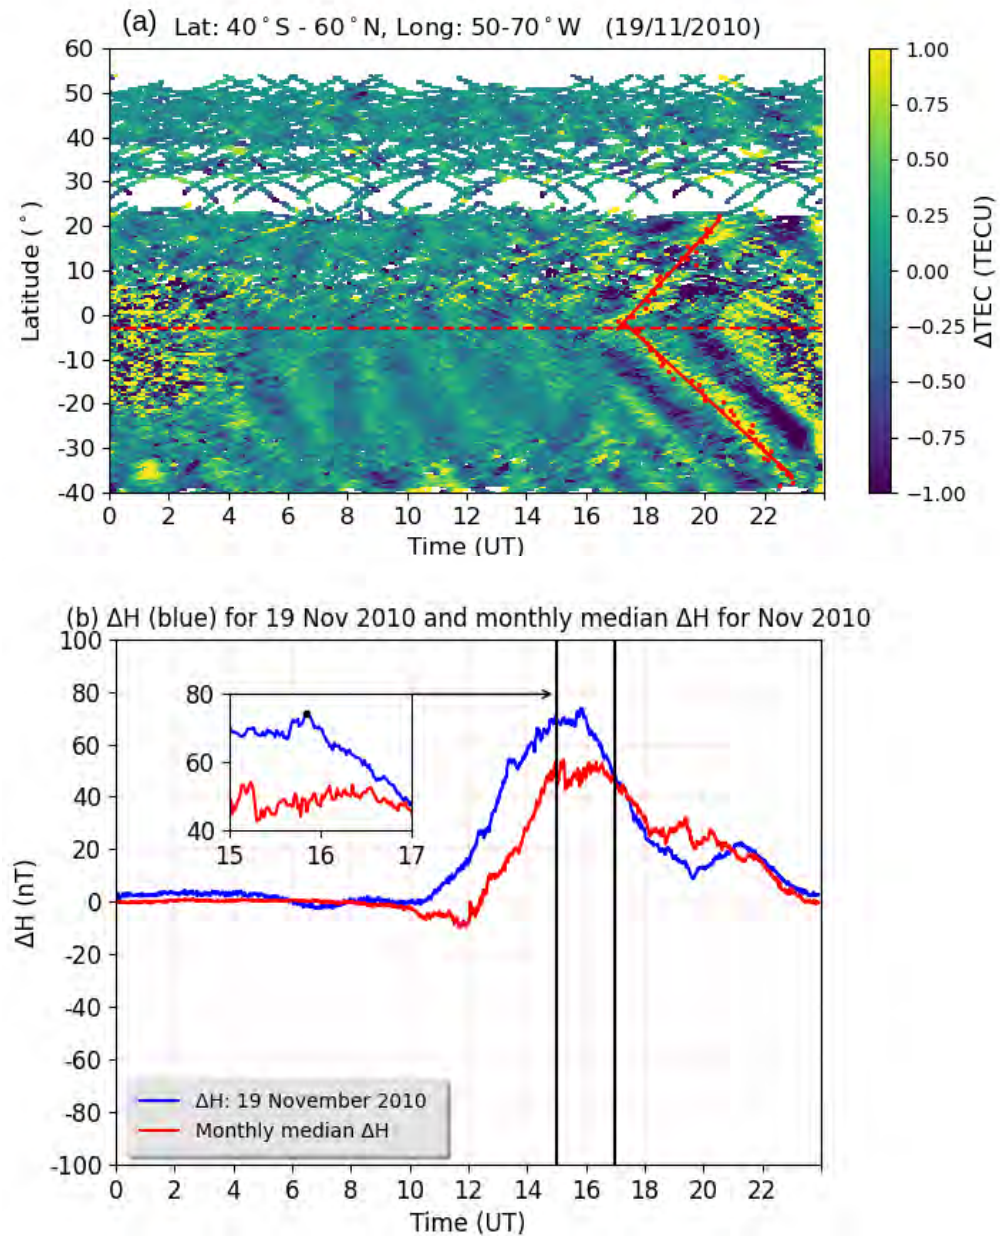 (a) Lat: 40°S - 60°N, Long: 50-70°W (19/11/2010)
60
50
40
30
20
10
0
-10
-20
-30
-40
Latitude (°)
0 2 4 6 8 10 12 14 16 18 20 22
Time (UT)
1.00
0.75
0.50
0.25
0.00
−0.25
−0.50
−0.75
−1.00
ΔTEC (TECU)
(b) ΔH (blue) for 19 Nov 2010 and monthly median ΔH for Nov 2010
100
80
60
40
20
0
-20
-40
-60
-80
-100
ΔH (nT)
80
60
40
15 16 17
ΔH: 19 November 2010
Monthly median ΔH
0 2 4 6 8 10 12 14 16 18 20 22
Time (UT)